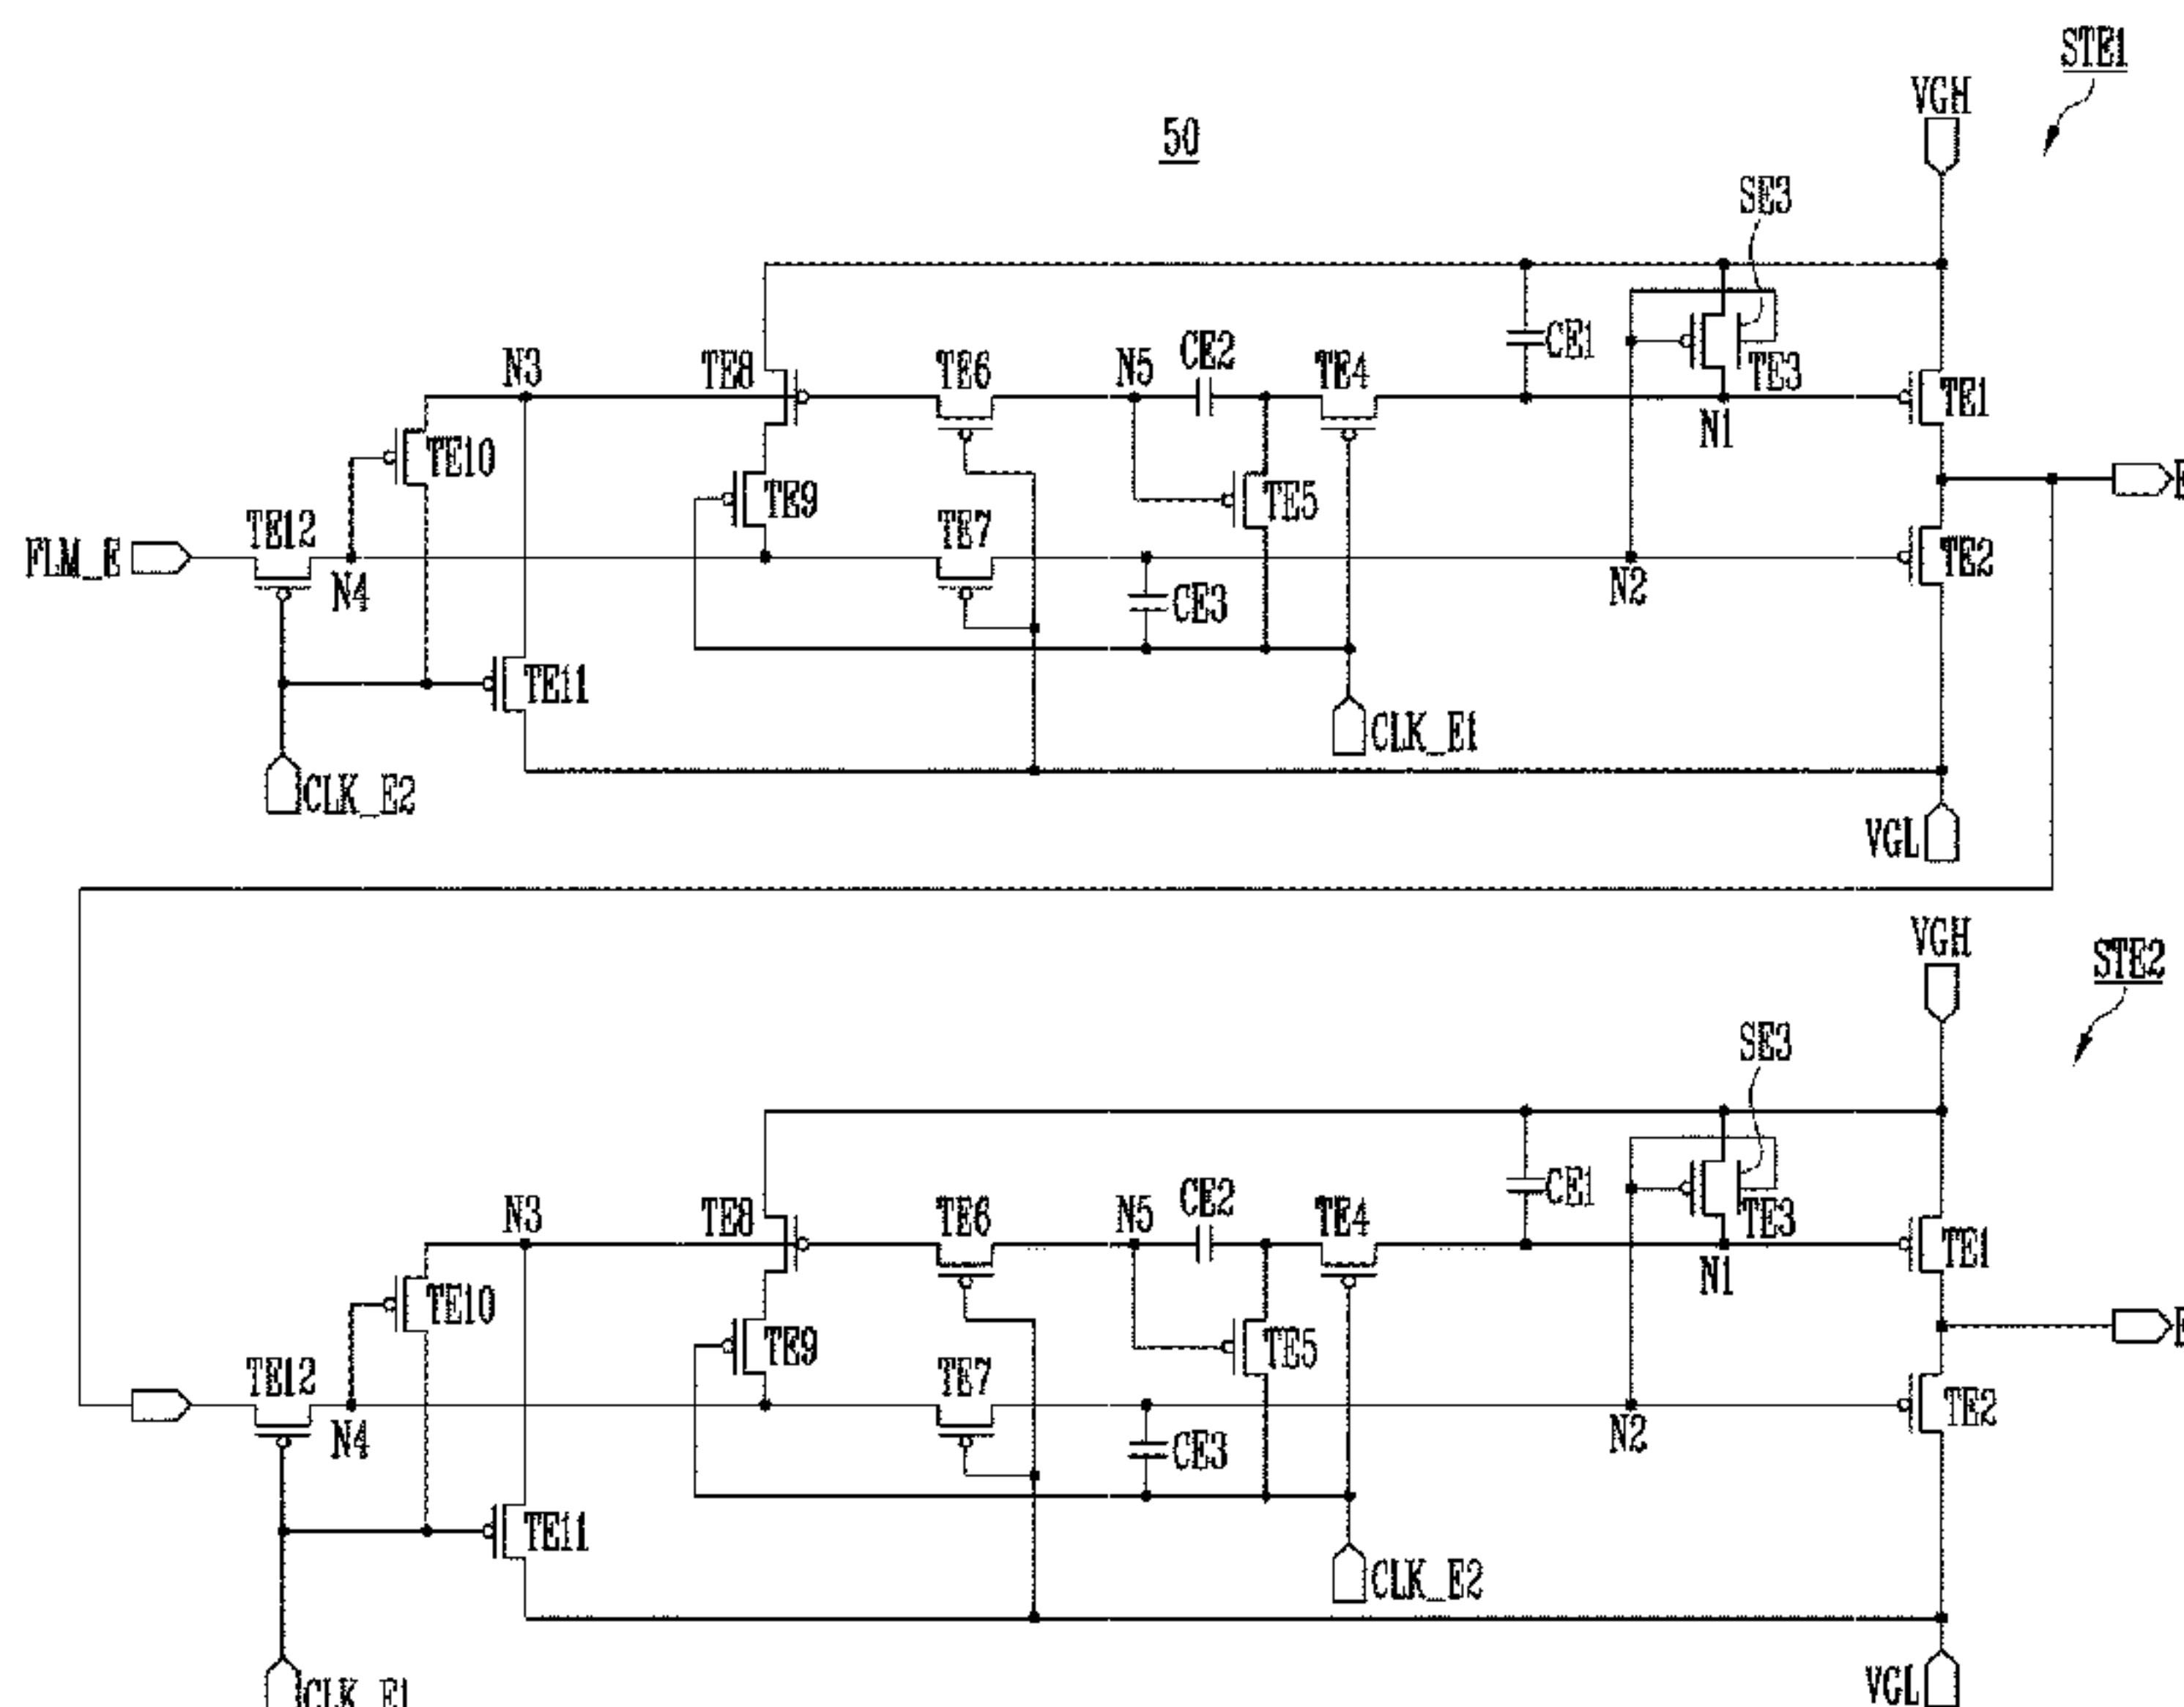 STE1
VGH
50
SE3
N3
TE8
TE6
N5
CE2
TE4
CE1
TE3
TE1
N1
TE10
TE9
TE5
E
TE12
TE7
FLM_E
N4
CE3
N2
TE2
TE11
CLK_E1
CLK_E2
VGL
VGH
STE2
SE3
N3
TE8
TE6
N5
CE2
TE4
CE1
TE3
TE1
N1
TE10
TE9
TE5
E
TE12
TE7
N4
CE3
N2
TE2
TE11
CLK_E2
CLK_E1
VGL